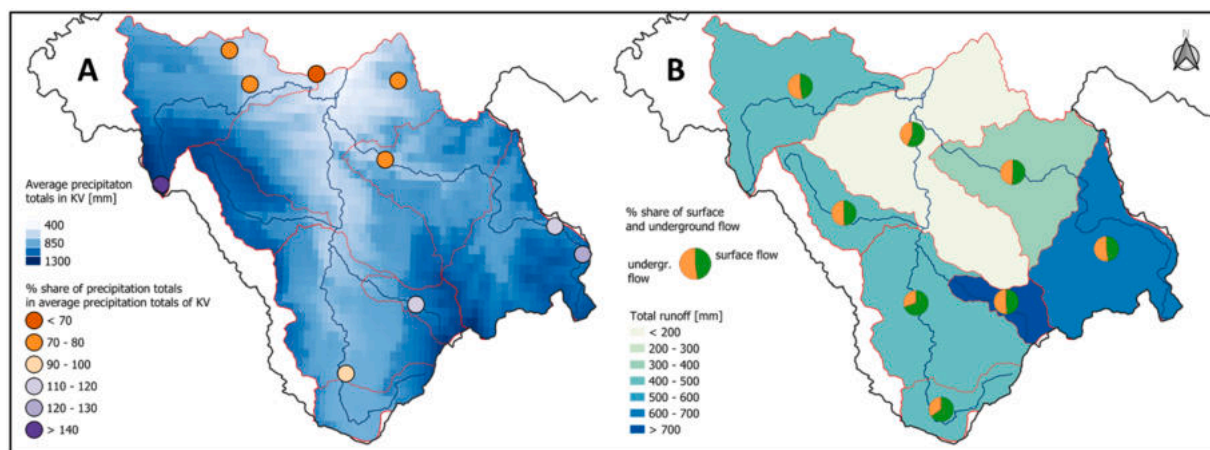 A
Average precipitaton
totals in KV [mm]
400
850
1300
% share of precipitation totals
in average precipitation totals of KV
< 70
70 - 80
90 - 100
110 - 120
120 - 130
> 140
B
N
% share of surface
and underground flow
undergr.
flow
surface flow
Total runoff [mm]
< 200
200 - 300
300 - 400
400 - 500
500 - 600
600 - 700
> 700